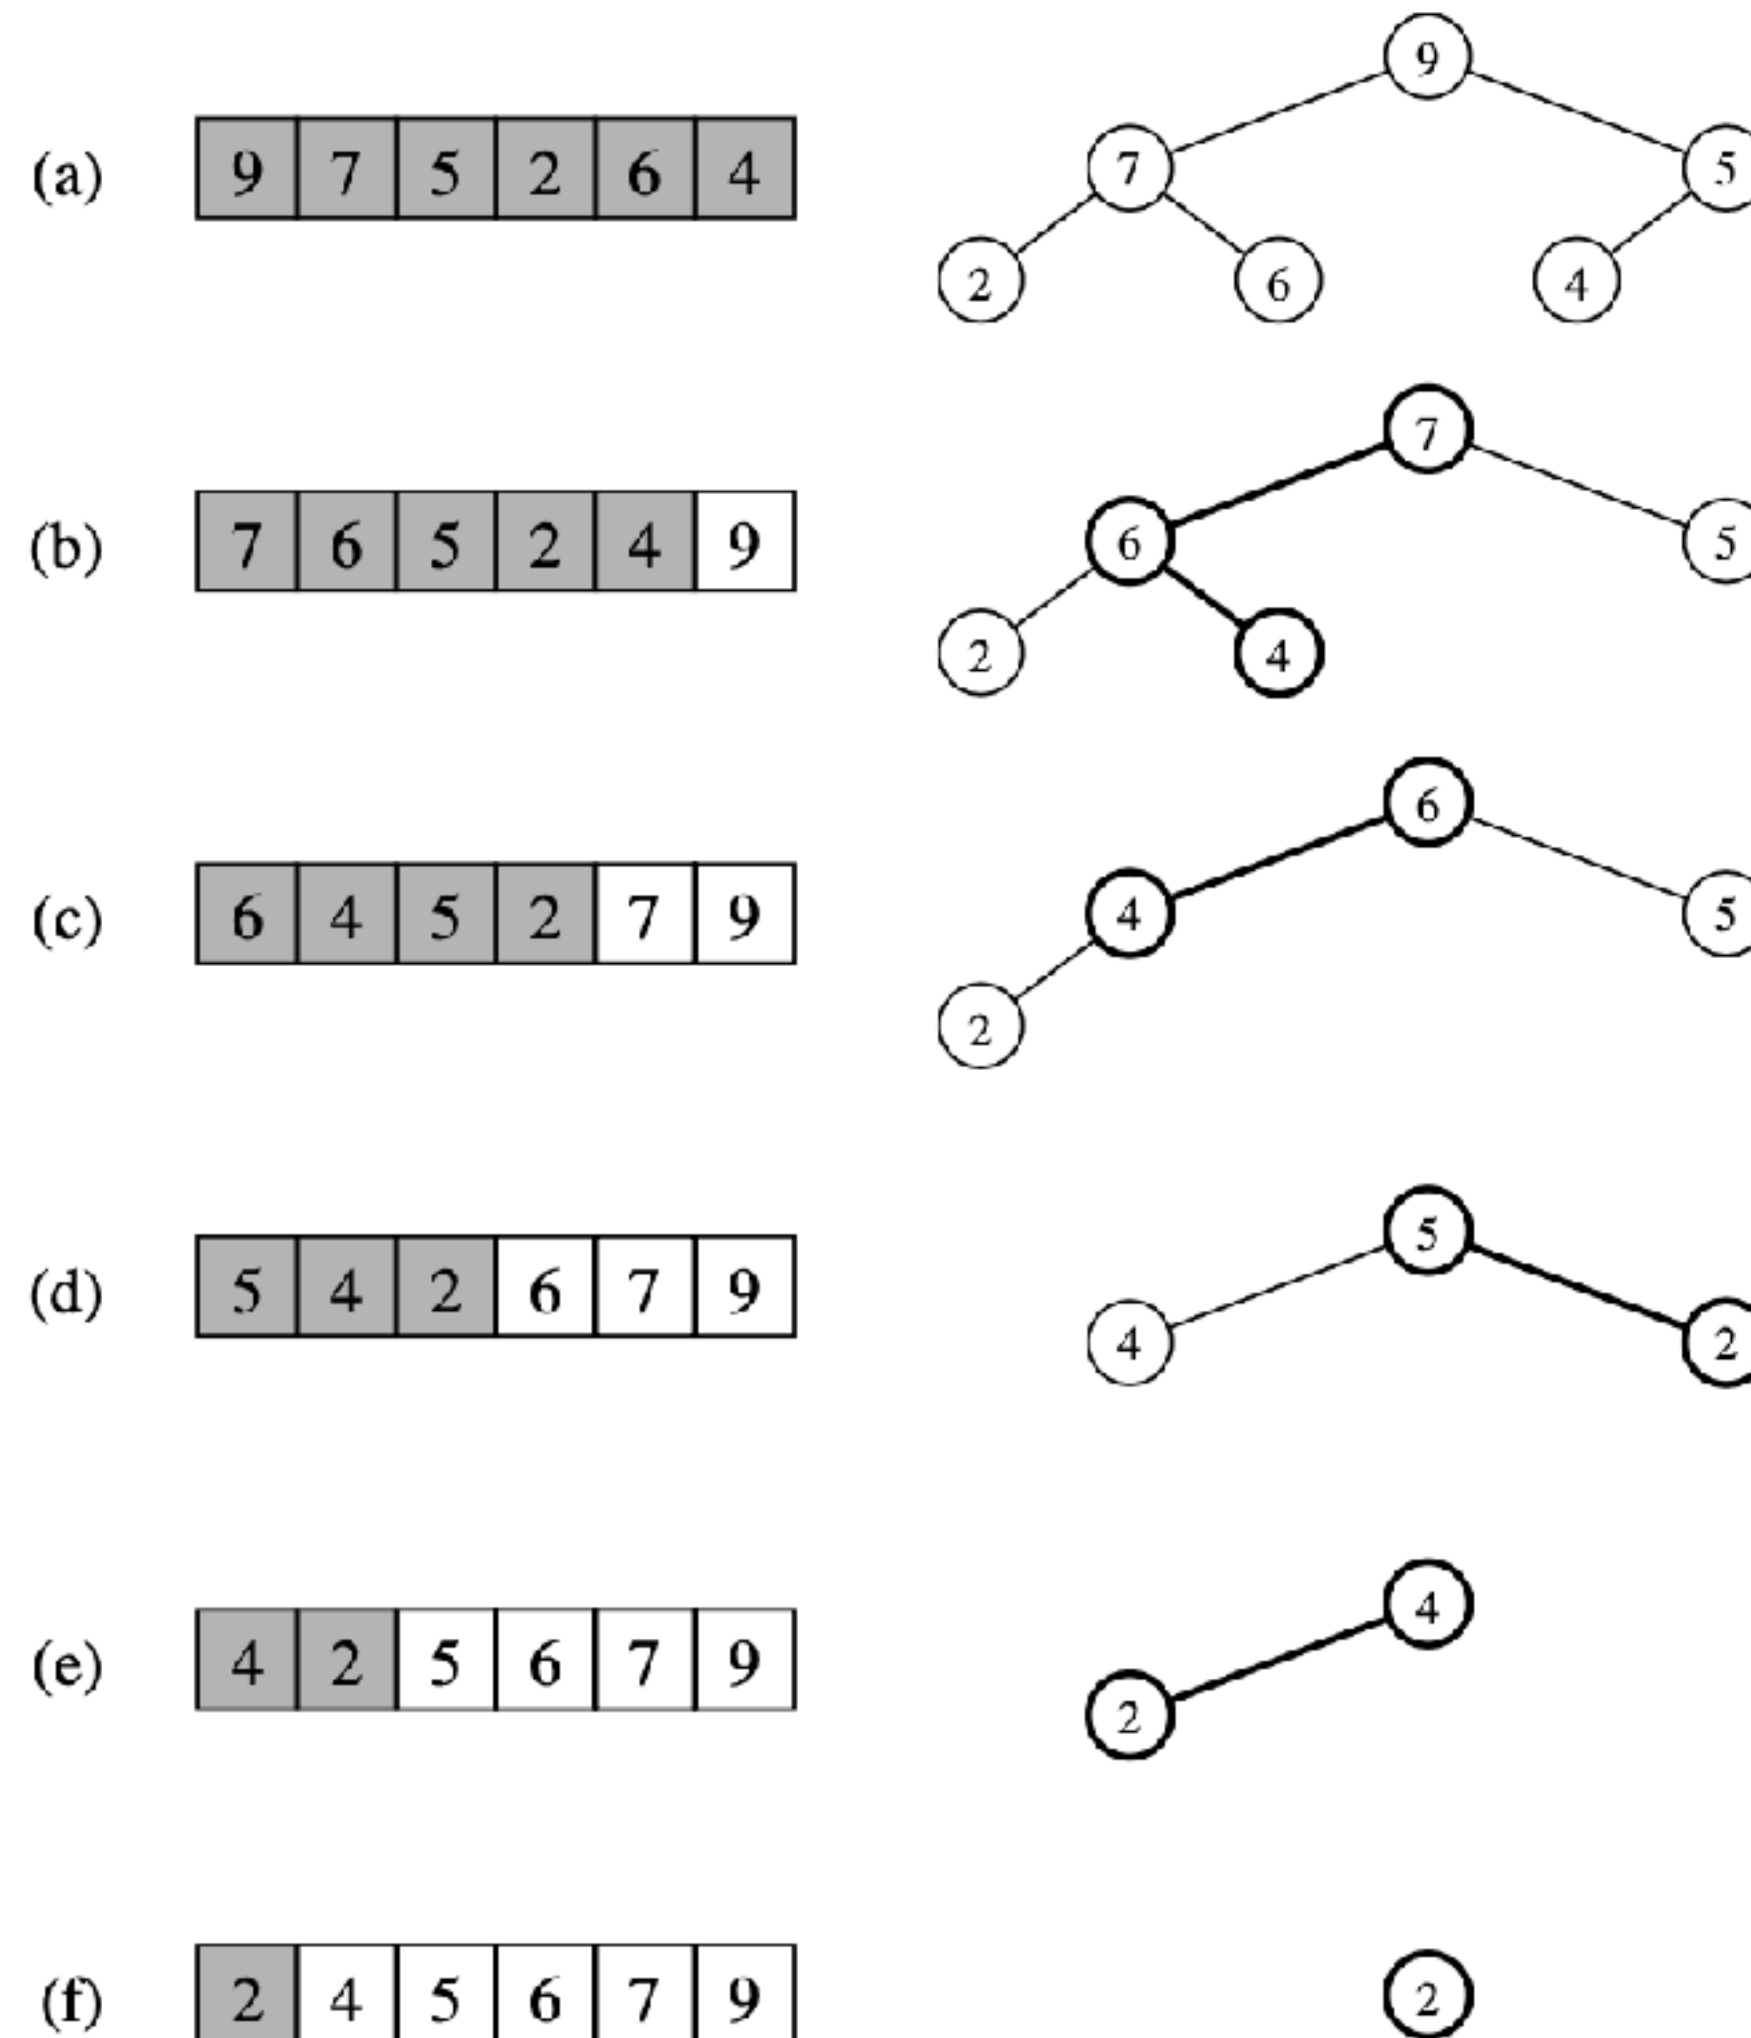 9
(a) 9 7 5 2 6 4 7 5
2 6 4
7
(b) 7 6 5 2 4 9 6 5
2 4
6
(c) 6 4 5 2 7 9 4 5
2
5
(d) 5 4 2 6 7 9
4 2
4
(e) 4 2 5 6 7 9
2
(f) 2 4 5 6 7 9 2